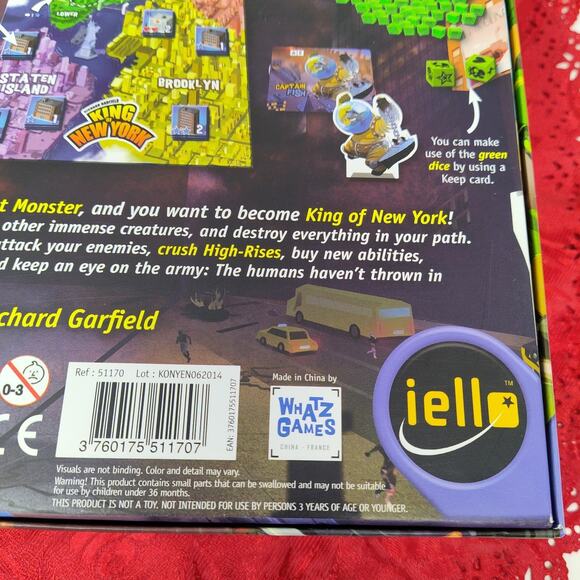 LOWER
1
STATEN
ISLAND
BROOKLYN
2
RICHARD GARFIELD
KING
OF
NEW YORK
CAPTAIN
FISH
You can make
use of the green
dice by using a
Keep card.
Monster, and you want to become King of New York!
other immense creatures, and destroy everything in your path.
attack your enemies, crush High-Rises, buy new abilities,
keep an eye on the army: The humans haven't thrown in
Garfield
0-3
CE
Ref : 51170 Lot : KONYEN062014
3 760175 511707
EAN: 3760175511707
Made in China by
WHATZ
GAMES
CHINA - FRANCE
iello
TM
Visuals are not binding. Color and detail may vary.
Warning! This product contains small parts that can be swallowed and may not be suitable
for use by children under 36 months.
THIS PRODUCT IS NOT A TOY. NOT INTENDED FOR USE BY PERSONS 3 YEARS OF AGE OR YOUNGER.